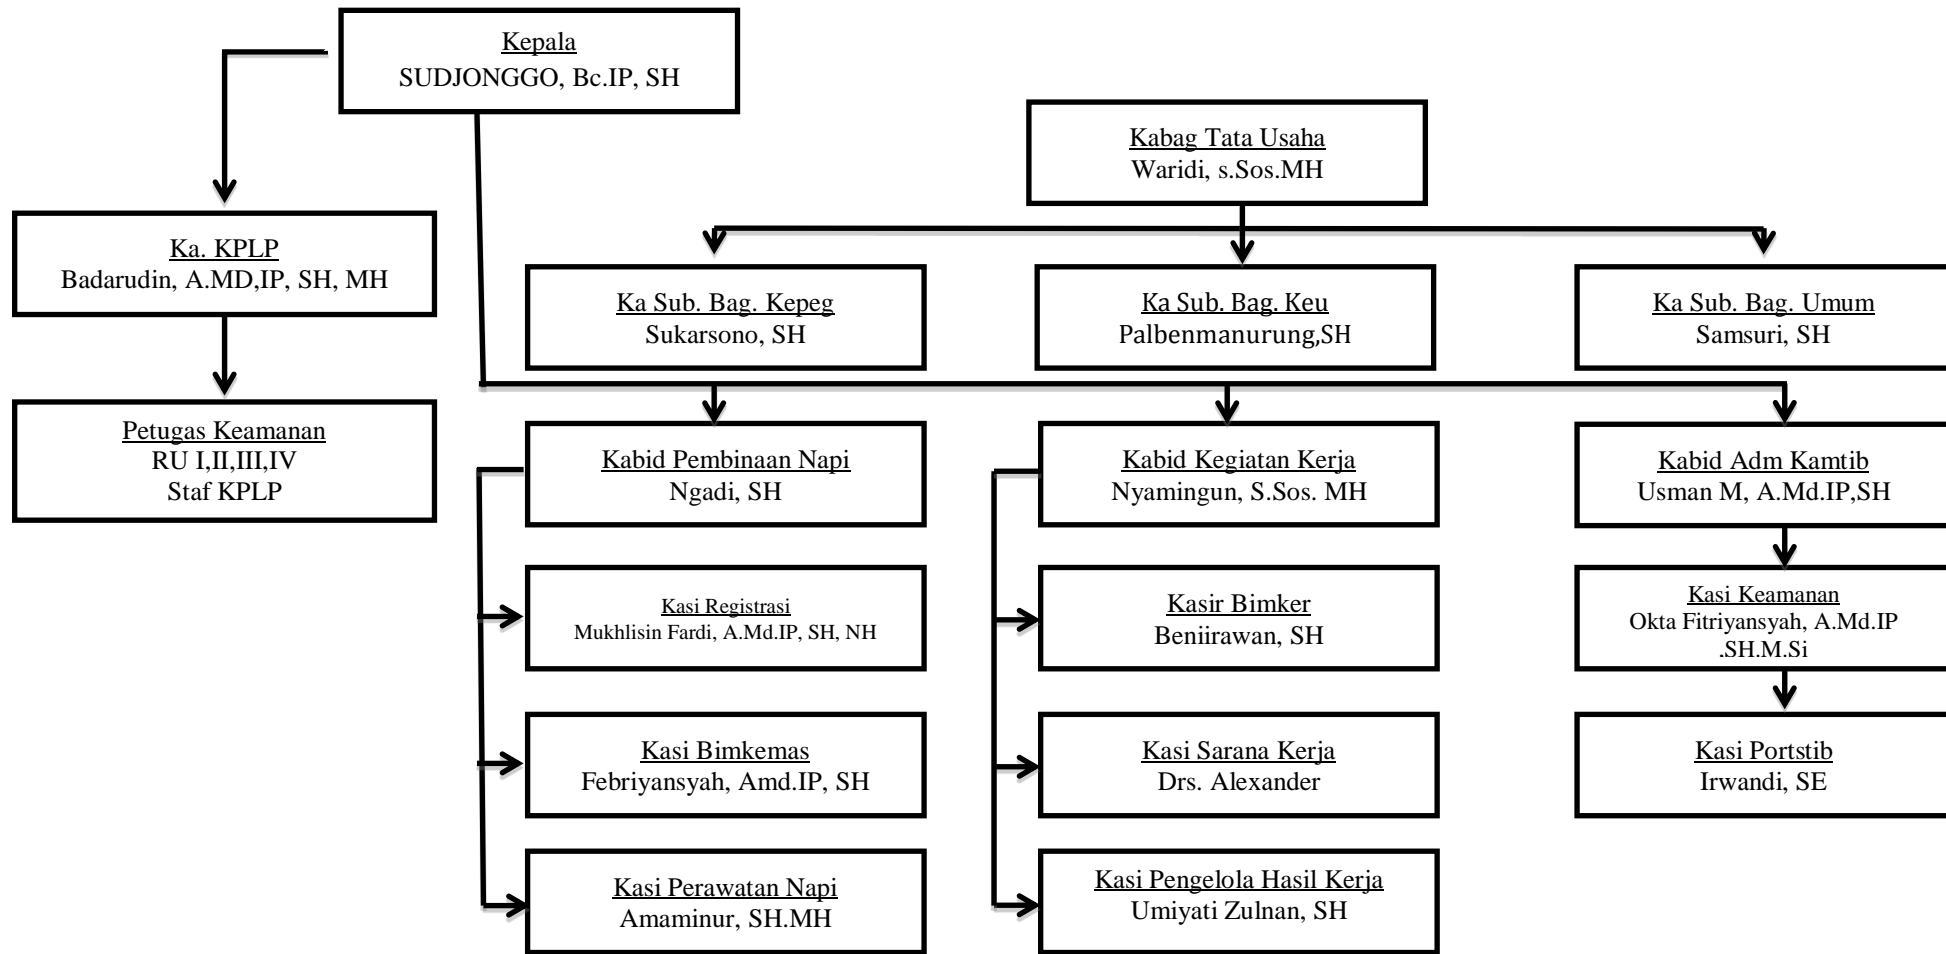 Kepala
SUDJONGGO, Bc.IP, SH
Kabag Tata Usaha
Waridi, s.Sos.MH
Ka. KPLP
Badarudin, A.MD,IP, SH, MH
Ka Sub. Bag. Kepeg
Sukarsono, SH
Ka Sub. Bag. Keu
Palbenmanurung,SH
Ka Sub. Bag. Umum
Samsuri, SH
Petugas Keamanan
RU I,II,III,IV
Staf KPLP
Kabid Pembinaan Napi
Ngadi, SH
Kabid Kegiatan Kerja
Nyamingun, S.Sos. MH
Kabid Adm Kamtib
Usman M, A.Md.IP,SH
Kasi Registrasi
Mukhlisin Fardi, A.Md.IP, SH, NH
Kasir Bimker
Beniirawan, SH
Kasi Keamanan
Okta Fitriyansyah, A.Md.IP
.SH.M.Si
Kasi Bimkemas
Febriyansyah, Amd.IP, SH
Kasi Sarana Kerja
Drs. Alexander
Kasi Portstib
Irwandi, SE
Kasi Perawatan Napi
Amaminur, SH.MH
Kasi Pengelola Hasil Kerja
Umiyati Zulnan, SH